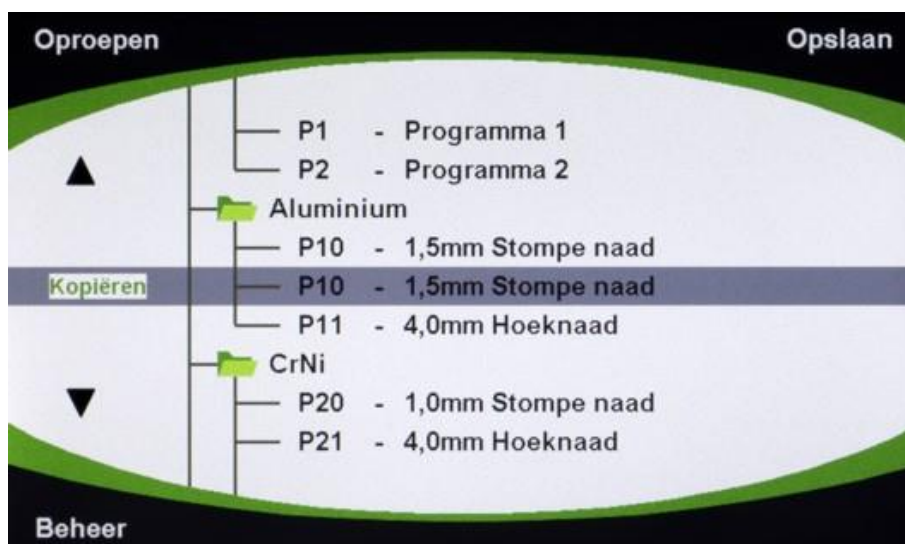 Oproepen Opslaan
P1 - Programma 1
P2 - Programma 2
Aluminium
P10 - 1,5mm Stompe naad
Kopiëren P10 - 1,5mm Stompe naad
P11 - 4,0mm Hoeknaad
CrNi
P20 - 1,0mm Stompe naad
P21 - 4,0mm Hoeknaad
Beheer